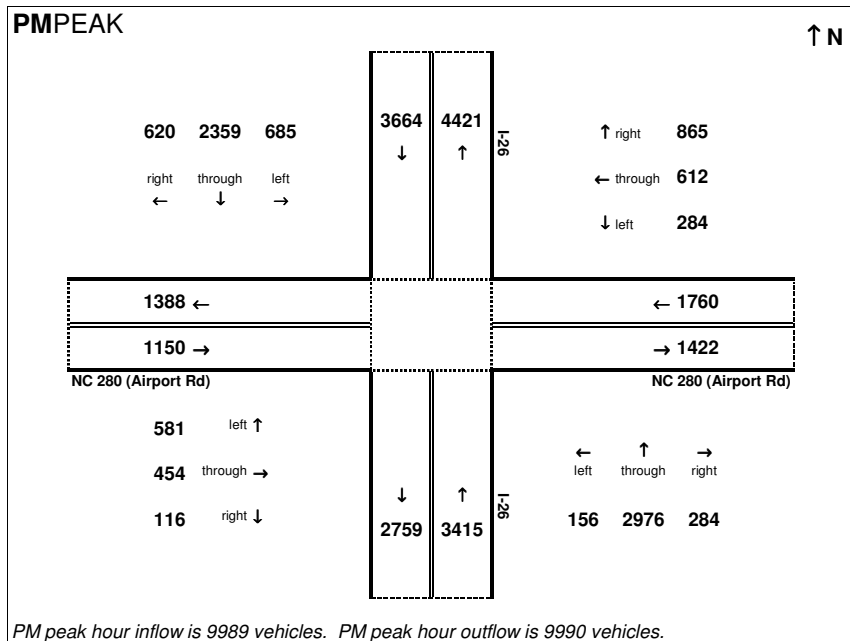 PMPEAK
↑ N
620 2359 685
right through left
← ↓ →
3664 4421
↓ ↑
I-26
↑ right 865
← through 612
↓ left 284
1388 ←
← 1760
1150 →
→ 1422
NC 280 (Airport Rd)
NC 280 (Airport Rd)
581 left ↑
454 through →
116 right ↓
↓ ↑
2759 3415
I-26
← ↑ →
left through right
156 2976 284
PM peak hour inflow is 9989 vehicles. PM peak hour outflow is 9990 vehicles.